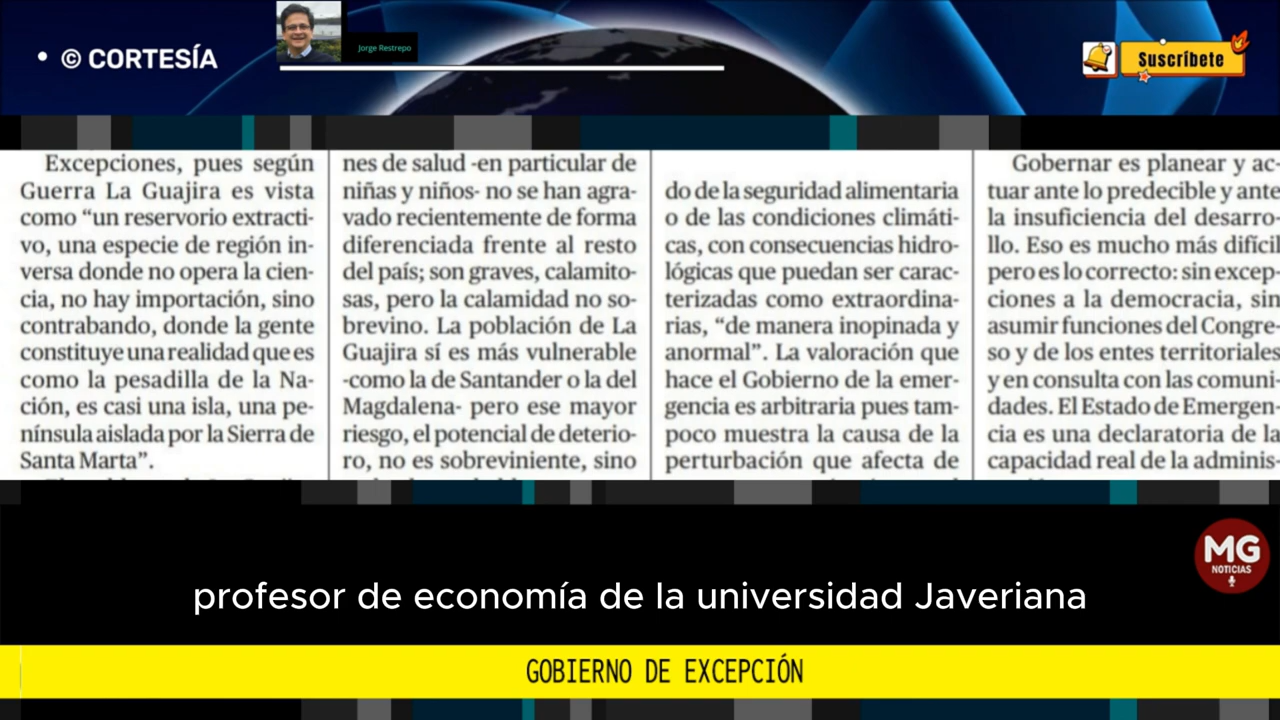 • © CORTESÍA
Jorge Restrepo
Suscríbete
Excepciones, pues según
Guerra La Guajira es vista
como “un reservorio extracti-
vo, una especie de región in-
versa donde no opera la cien-
cia, no hay importación, sino
contrabando, donde la gente
constituye una realidad que es
como la pesadilla de la Na-
ción, es casi una isla, una pe-
nínsula aislada por la Sierra de
Santa Marta”.
nes de salud -en particular de
niñas y niños- no se han agra-
vado recientemente de forma
diferenciada frente al resto
del país; son graves, calamito-
sas, pero la calamidad no so-
brevino. La población de La
Guajira sí es más vulnerable
-como la de Santander o la del
Magdalena- pero ese mayor
riesgo, el potencial de deterio-
ro, no es sobreviniente, sino
do de la seguridad alimentaria
o de las condiciones climáti-
cas, con consecuencias hidro-
lógicas que puedan ser carac-
terizadas como extraordina-
rias, “de manera inopinada y
anormal”. La valoración que
hace el Gobierno de la emer-
gencia es arbitraria pues tam-
poco muestra la causa de la
perturbación que afecta de
Gobernar es planear y ac-
tuar ante lo predecible y ante
la insuficiencia del desarro-
llo. Eso es mucho más difícil
pero es lo correcto: sin excep-
ciones a la democracia, sin
asumir funciones del Congre-
so y de los entes territoriales
y en consulta con las comuni-
dades. El Estado de Emergen-
cia es una declaratoria de la
capacidad real de la adminis-
MG
NOTICIAS
profesor de economía de la universidad Javeriana
GOBIERNO DE EXCEPCIÓN